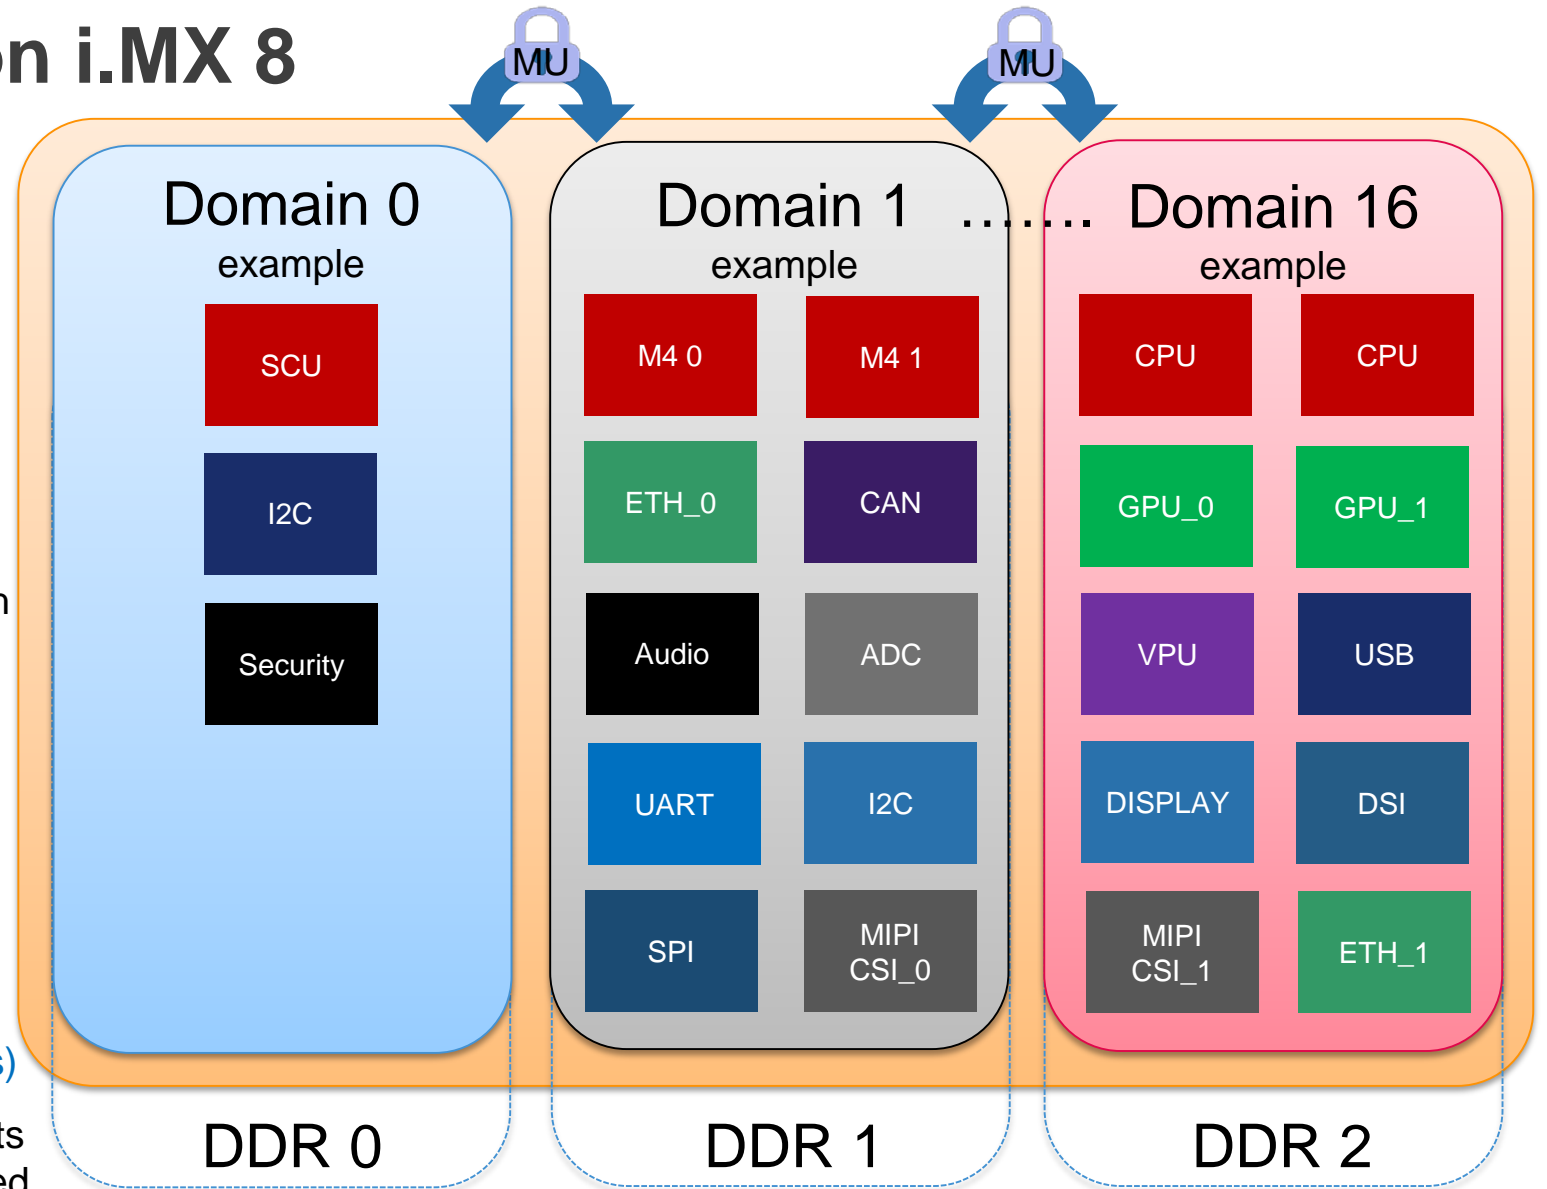 on i.MX 8
MU
MU
Domain 0
example
SCU
I2C
Security
Domain 1
example
M4 0
M4 1
ETH_0
CAN
Audio
ADC
UART
I2C
SPI
MIPI
CSI_0
.......
Domain 16
example
CPU
CPU
GPU_0
GPU_1
VPU
USB
DISPLAY
DSI
MIPI
CSI_1
ETH_1
DDR 0
DDR 1
DDR 2